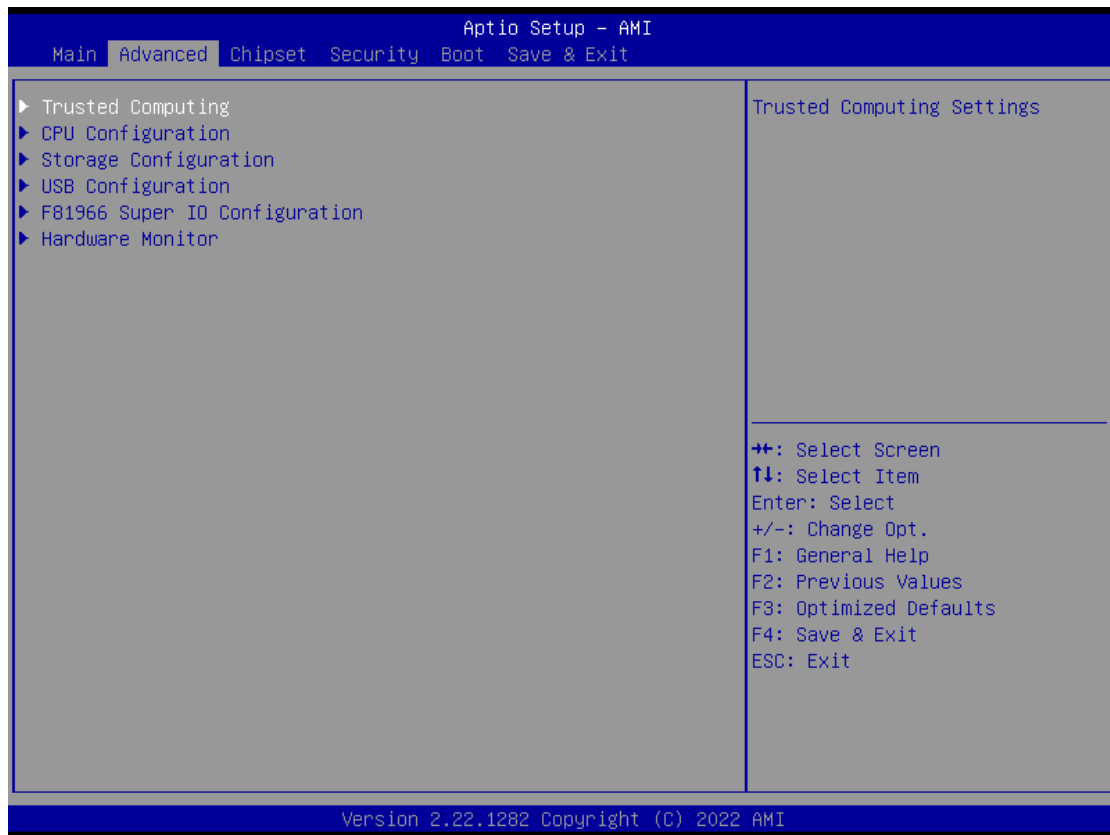 Aptio Setup – AMI
Main Advanced Chipset Security Boot Save & Exit
▶ Trusted Computing
▶ CPU Configuration
▶ Storage Configuration
▶ USB Configuration
▶ F81966 Super IO Configuration
▶ Hardware Monitor
Trusted Computing Settings
→←: Select Screen
↑↓: Select Item
Enter: Select
+/-: Change Opt.
F1: General Help
F2: Previous Values
F3: Optimized Defaults
F4: Save & Exit
ESC: Exit
Version 2.22.1282 Copyright (C) 2022 AMI